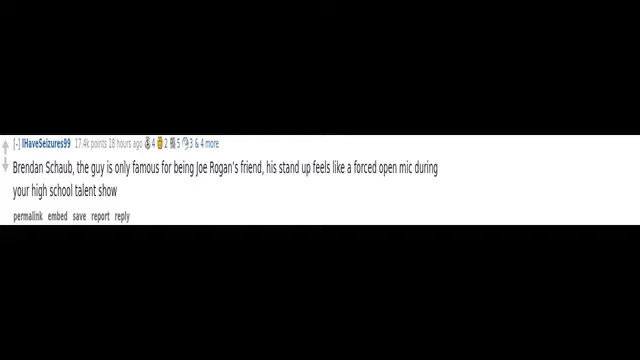 [-] IHaveSeizures99 17.4k points 18 hours ago 4 2 5 3 & 4 more
Brendan Schaub, the guy is only famous for being Joe Rogan's friend, his stand up feels like a forced open mic during
your high school talent show
permalink embed save report reply